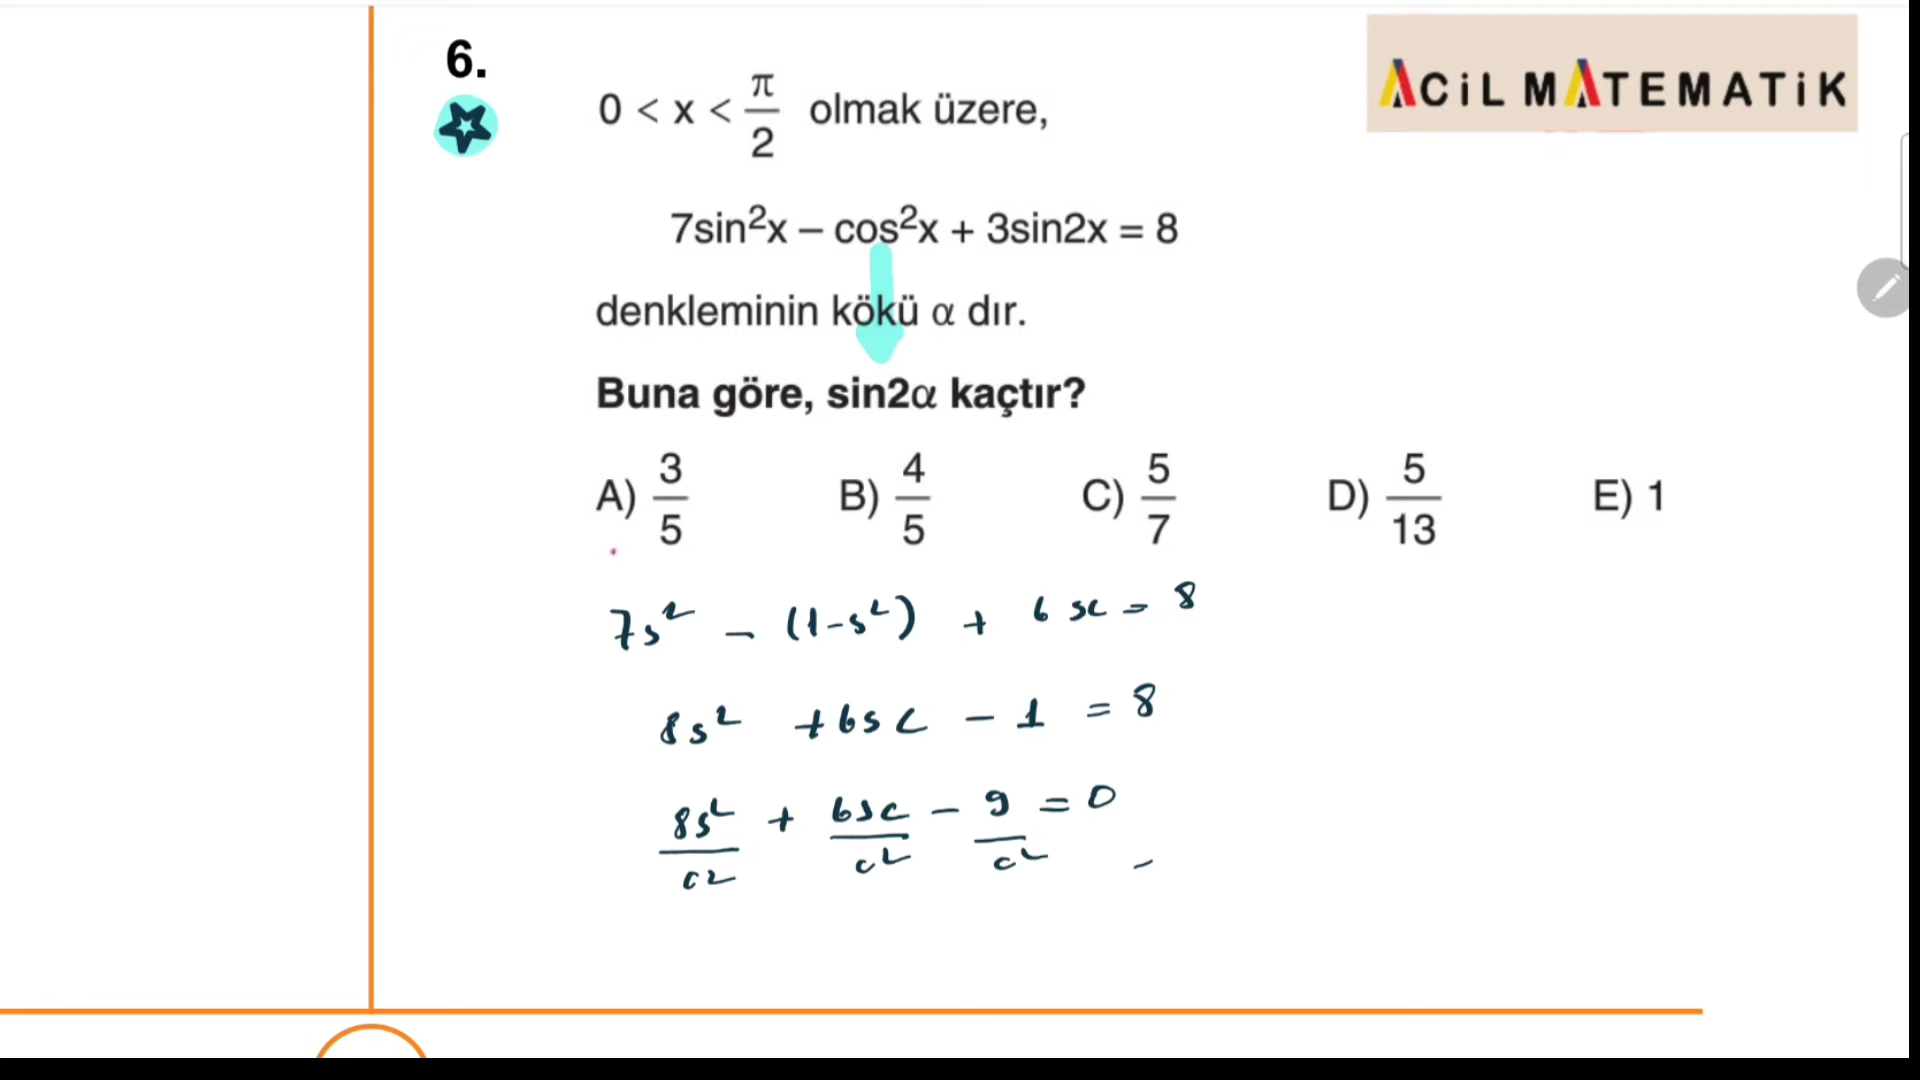 6.
ACİL MATEMATİK
0 < x < π/2 olmak üzere,
7sin²x – cos²x + 3sin2x = 8
denkleminin kökü α dır.
Buna göre, sin2α kaçtır?
A) 3/5 B) 4/5 C) 5/7 D) 5/13 E) 1
7s² – (1-s²) + 6sc = 8
8s² + 6sc – 1 = 8
8s²/c² + 6sc/c² – 9/c² = 0